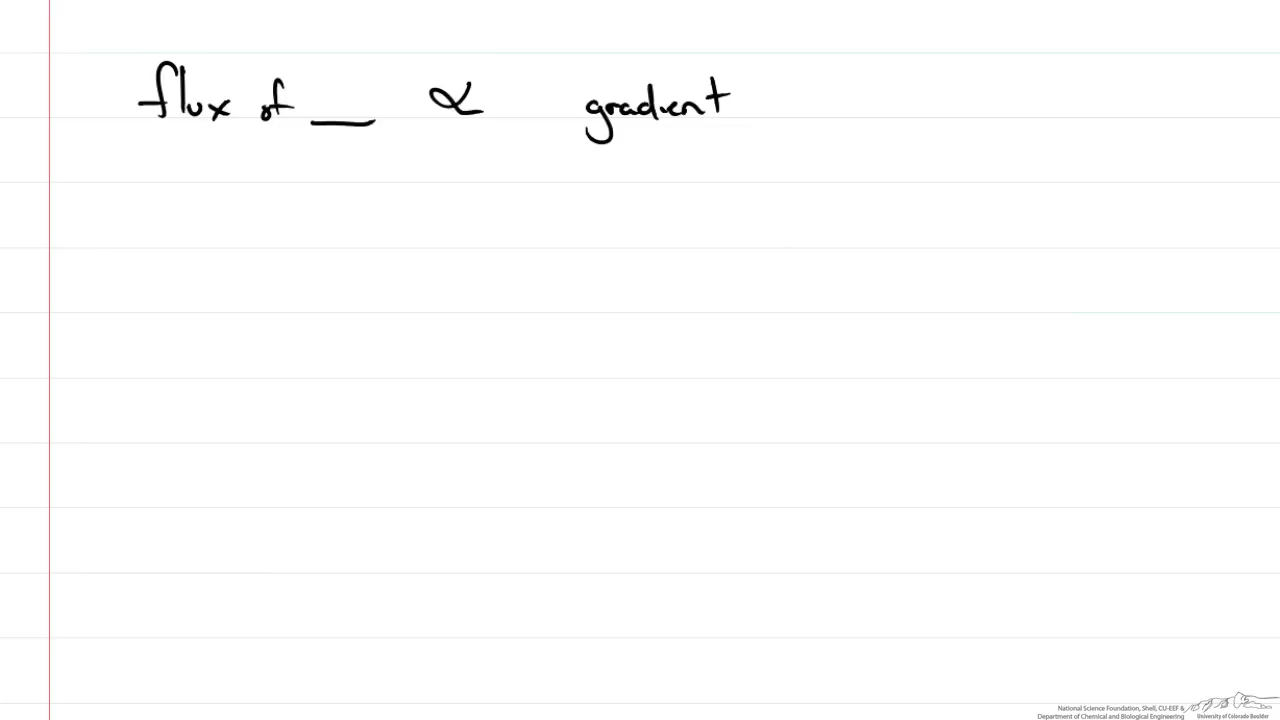 flux of __ ∝ gradient
National Science Foundation, Shell, CU-EEF &
Department of Chemical and Biological Engineering
University of Colorado Boulder